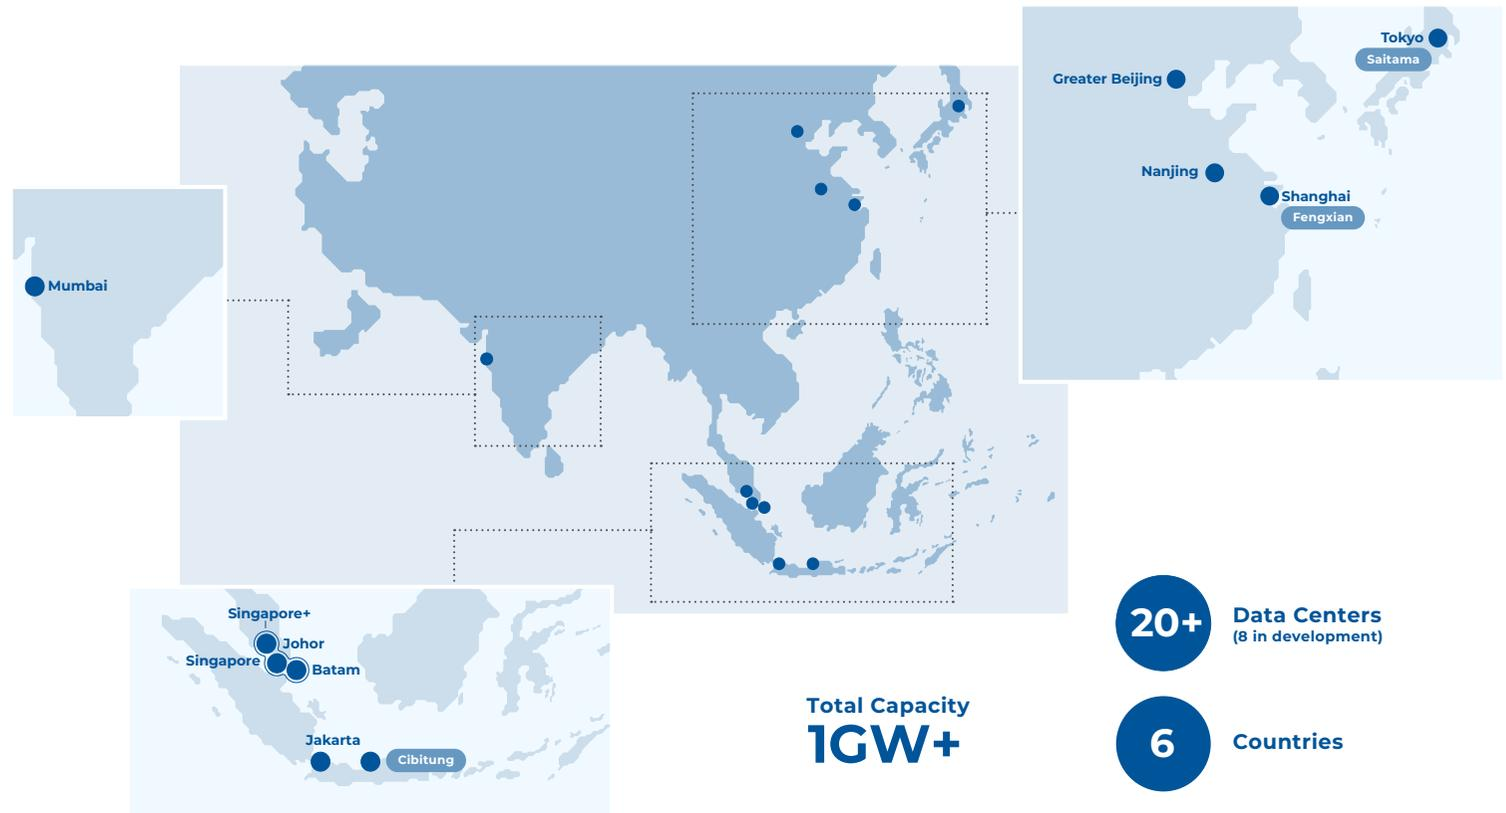 Tokyo
Saitama
Greater Beijing
Nanjing
Shanghai
Fengxian
Mumbai
Singapore+
Johor
Singapore
Batam
Jakarta
Cibitung
Total Capacity
1GW+
20+
Data Centers
(8 in development)
6
Countries